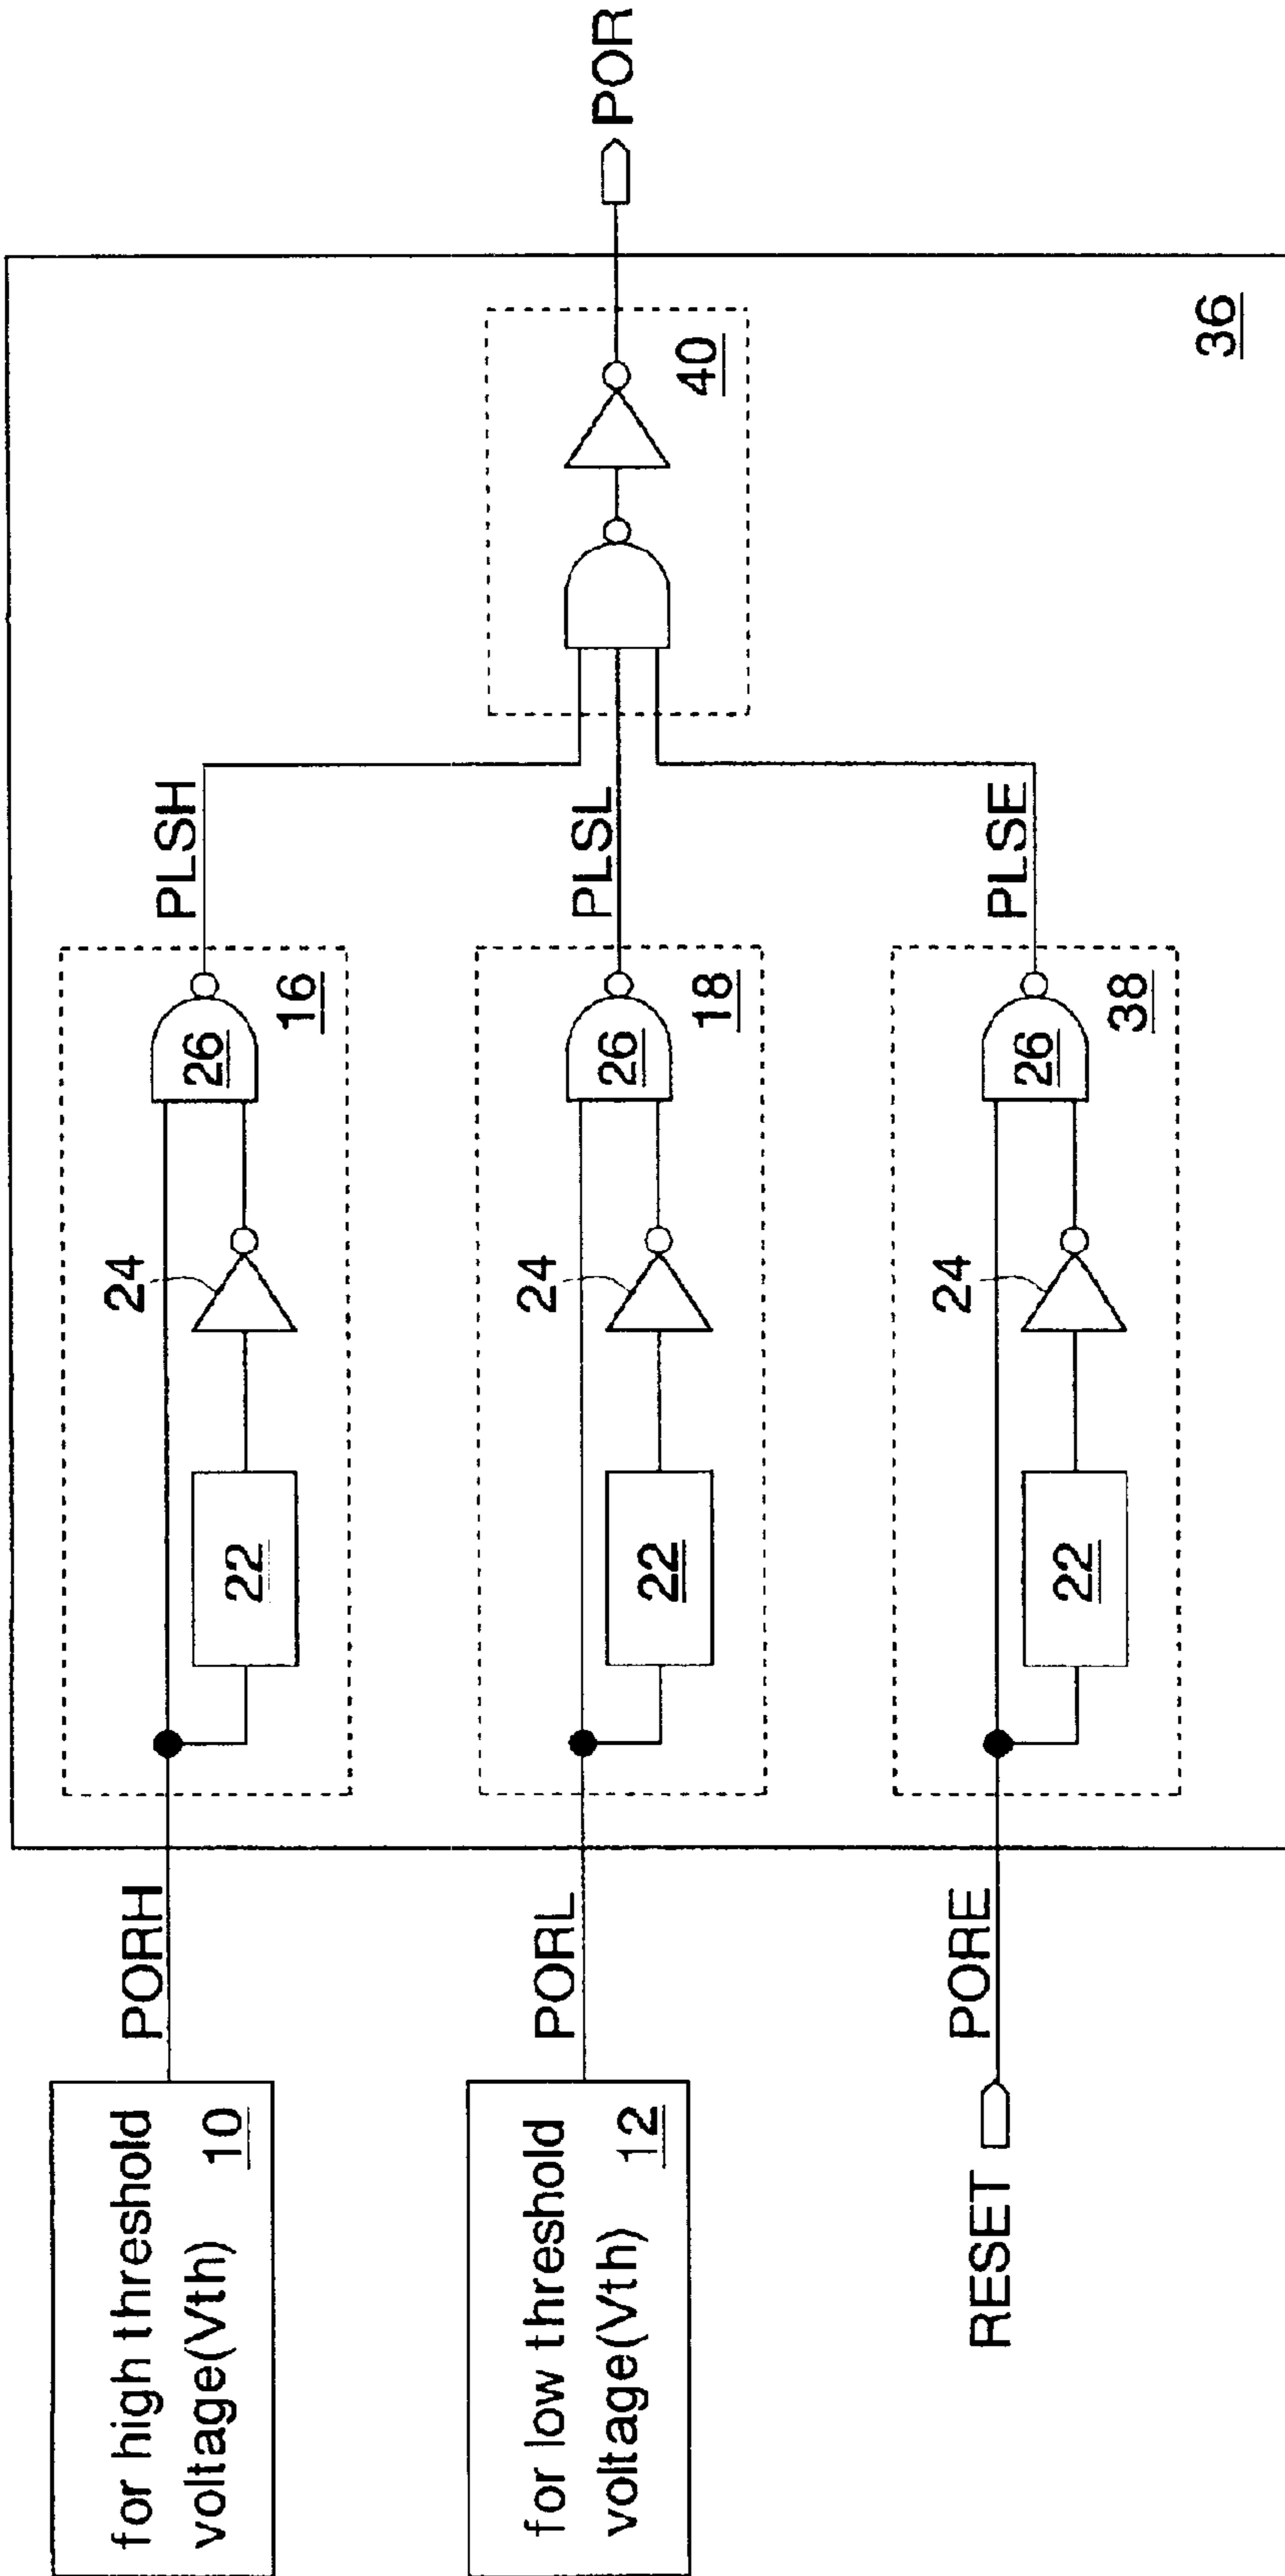 for high threshold
voltage(Vth)
10
PORH
24
22
26
16
PLSH
for low threshold
voltage(Vth)
12
PORL
24
22
26
18
PLSL
40
POR
RESET
PORE
24
22
26
38
PLSE
36